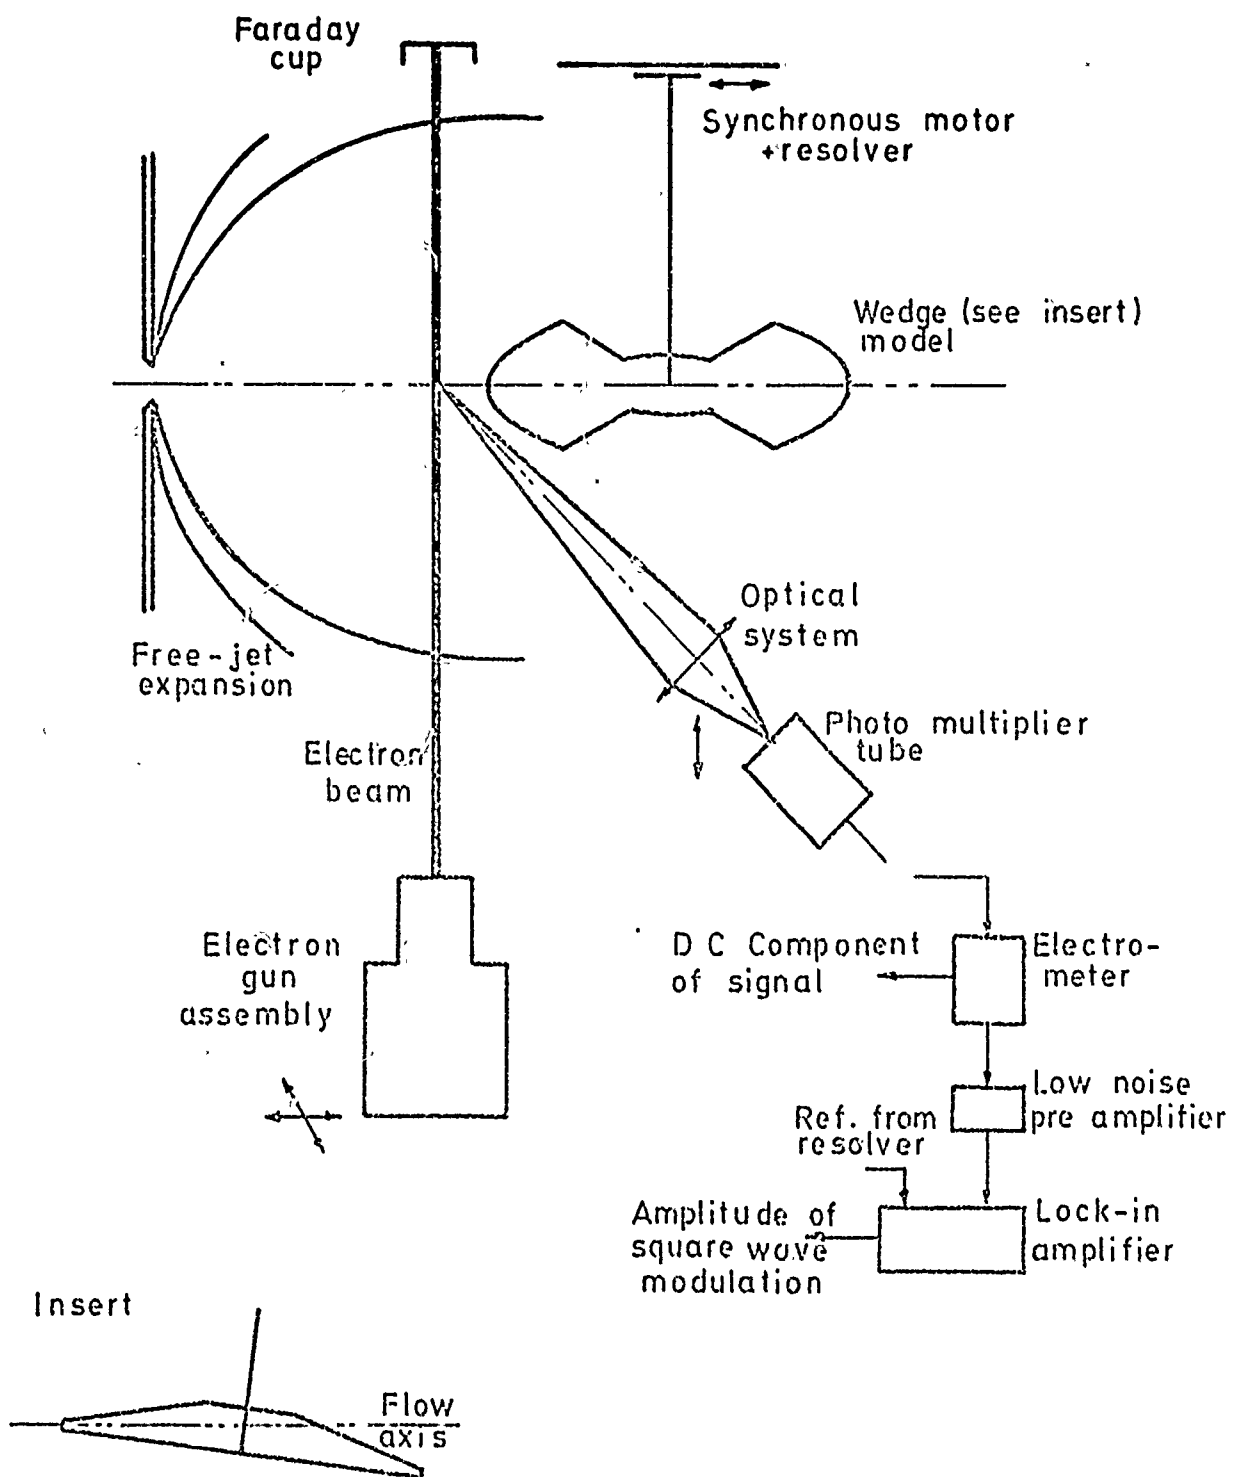 Faraday
cup
Synchronous motor
+resolver
Wedge (see insert)
model
Optical
system
Free-jet
expansion
Photo multiplier
tube
Electron
beam
Electron
gun
assembly
D C Component
of signal
Electro-
meter
Low noise
pre amplifier
Ref. from
resolver
Lock-in
amplifier
Amplitude of
square wave
modulation
Insert
Flow
axis